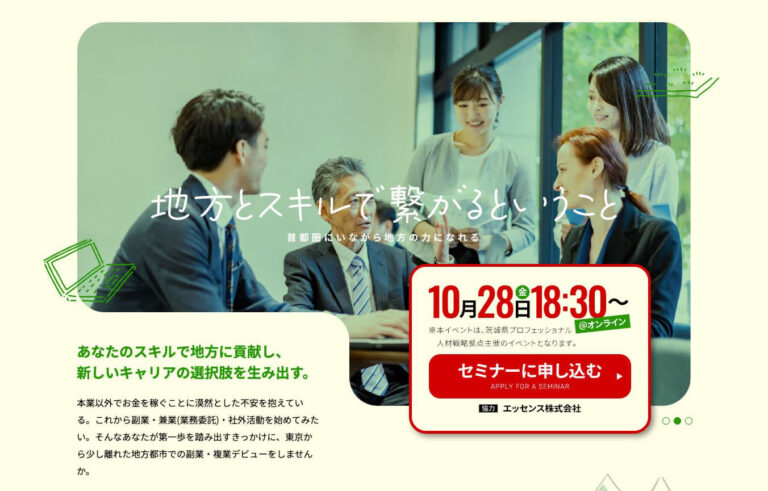 地方とスキルで繋がるということ
首都圏にいながら地方の力になれる
10月28日金18:30〜
@オンライン
※本イベントは、茨城県プロフェッショナル
人材戦略拠点主催のイベントとなります。
セミナーに申し込む
APPLY FOR A SEMINAR
協力 エッセンス株式会社
あなたのスキルで地方に貢献し、
新しいキャリアの選択肢を生み出す。
本業以外でお金を稼ぐことに漠然とした不安を抱えてい
る。これから副業・兼業(業務委託)・社外活動を始めてみた
い。そんなあなたが第一歩を踏み出すきっかけに、東京か
ら少し離れた地方都市での副業・複業デビューをしません
か。